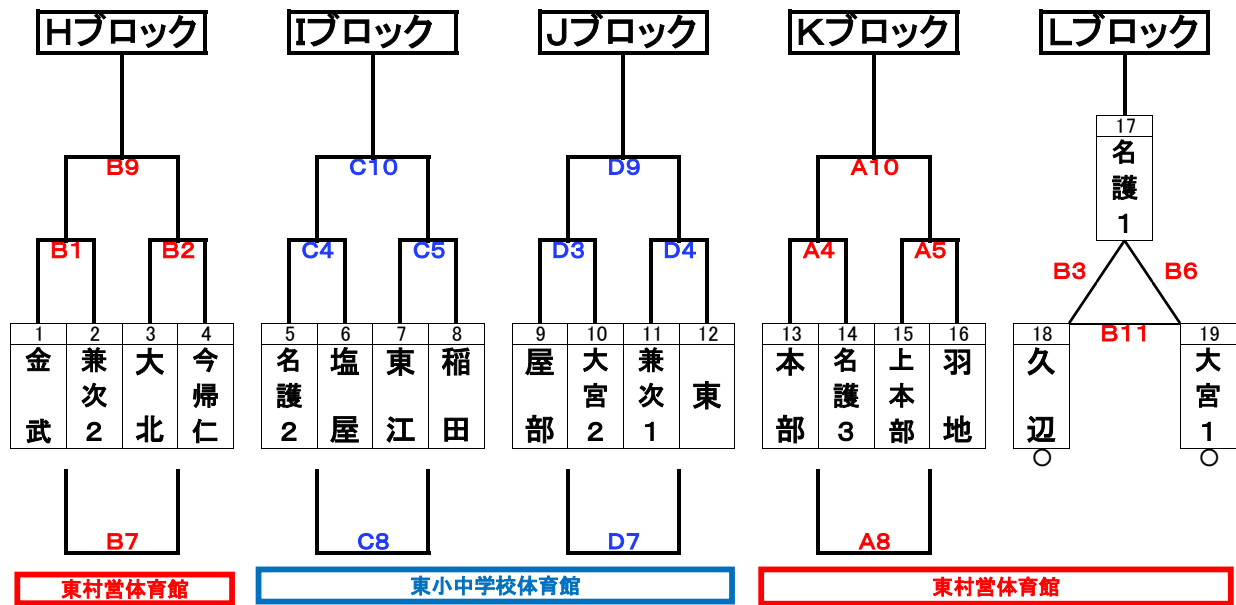 Hブロック Iブロック Jブロック Kブロック Lブロック
17
名護1
B9 C10 D9 A10
B1 B2 C4 C5 D3 D4 A4 A5 B3 B6
B11
1 2 3 4 5 6 7 8 9 10 11 12 13 14 15 16 18 19
金武 兼次2 大北 今帰仁 名護2 塩屋 東江 稲田 屋部 大宮2 兼次1 東 本部 名護3 上本部 羽地 久辺 大宮1
○ ○
B7 C8 D7 A8
東村営体育館 東小中学校体育館 東村営体育館